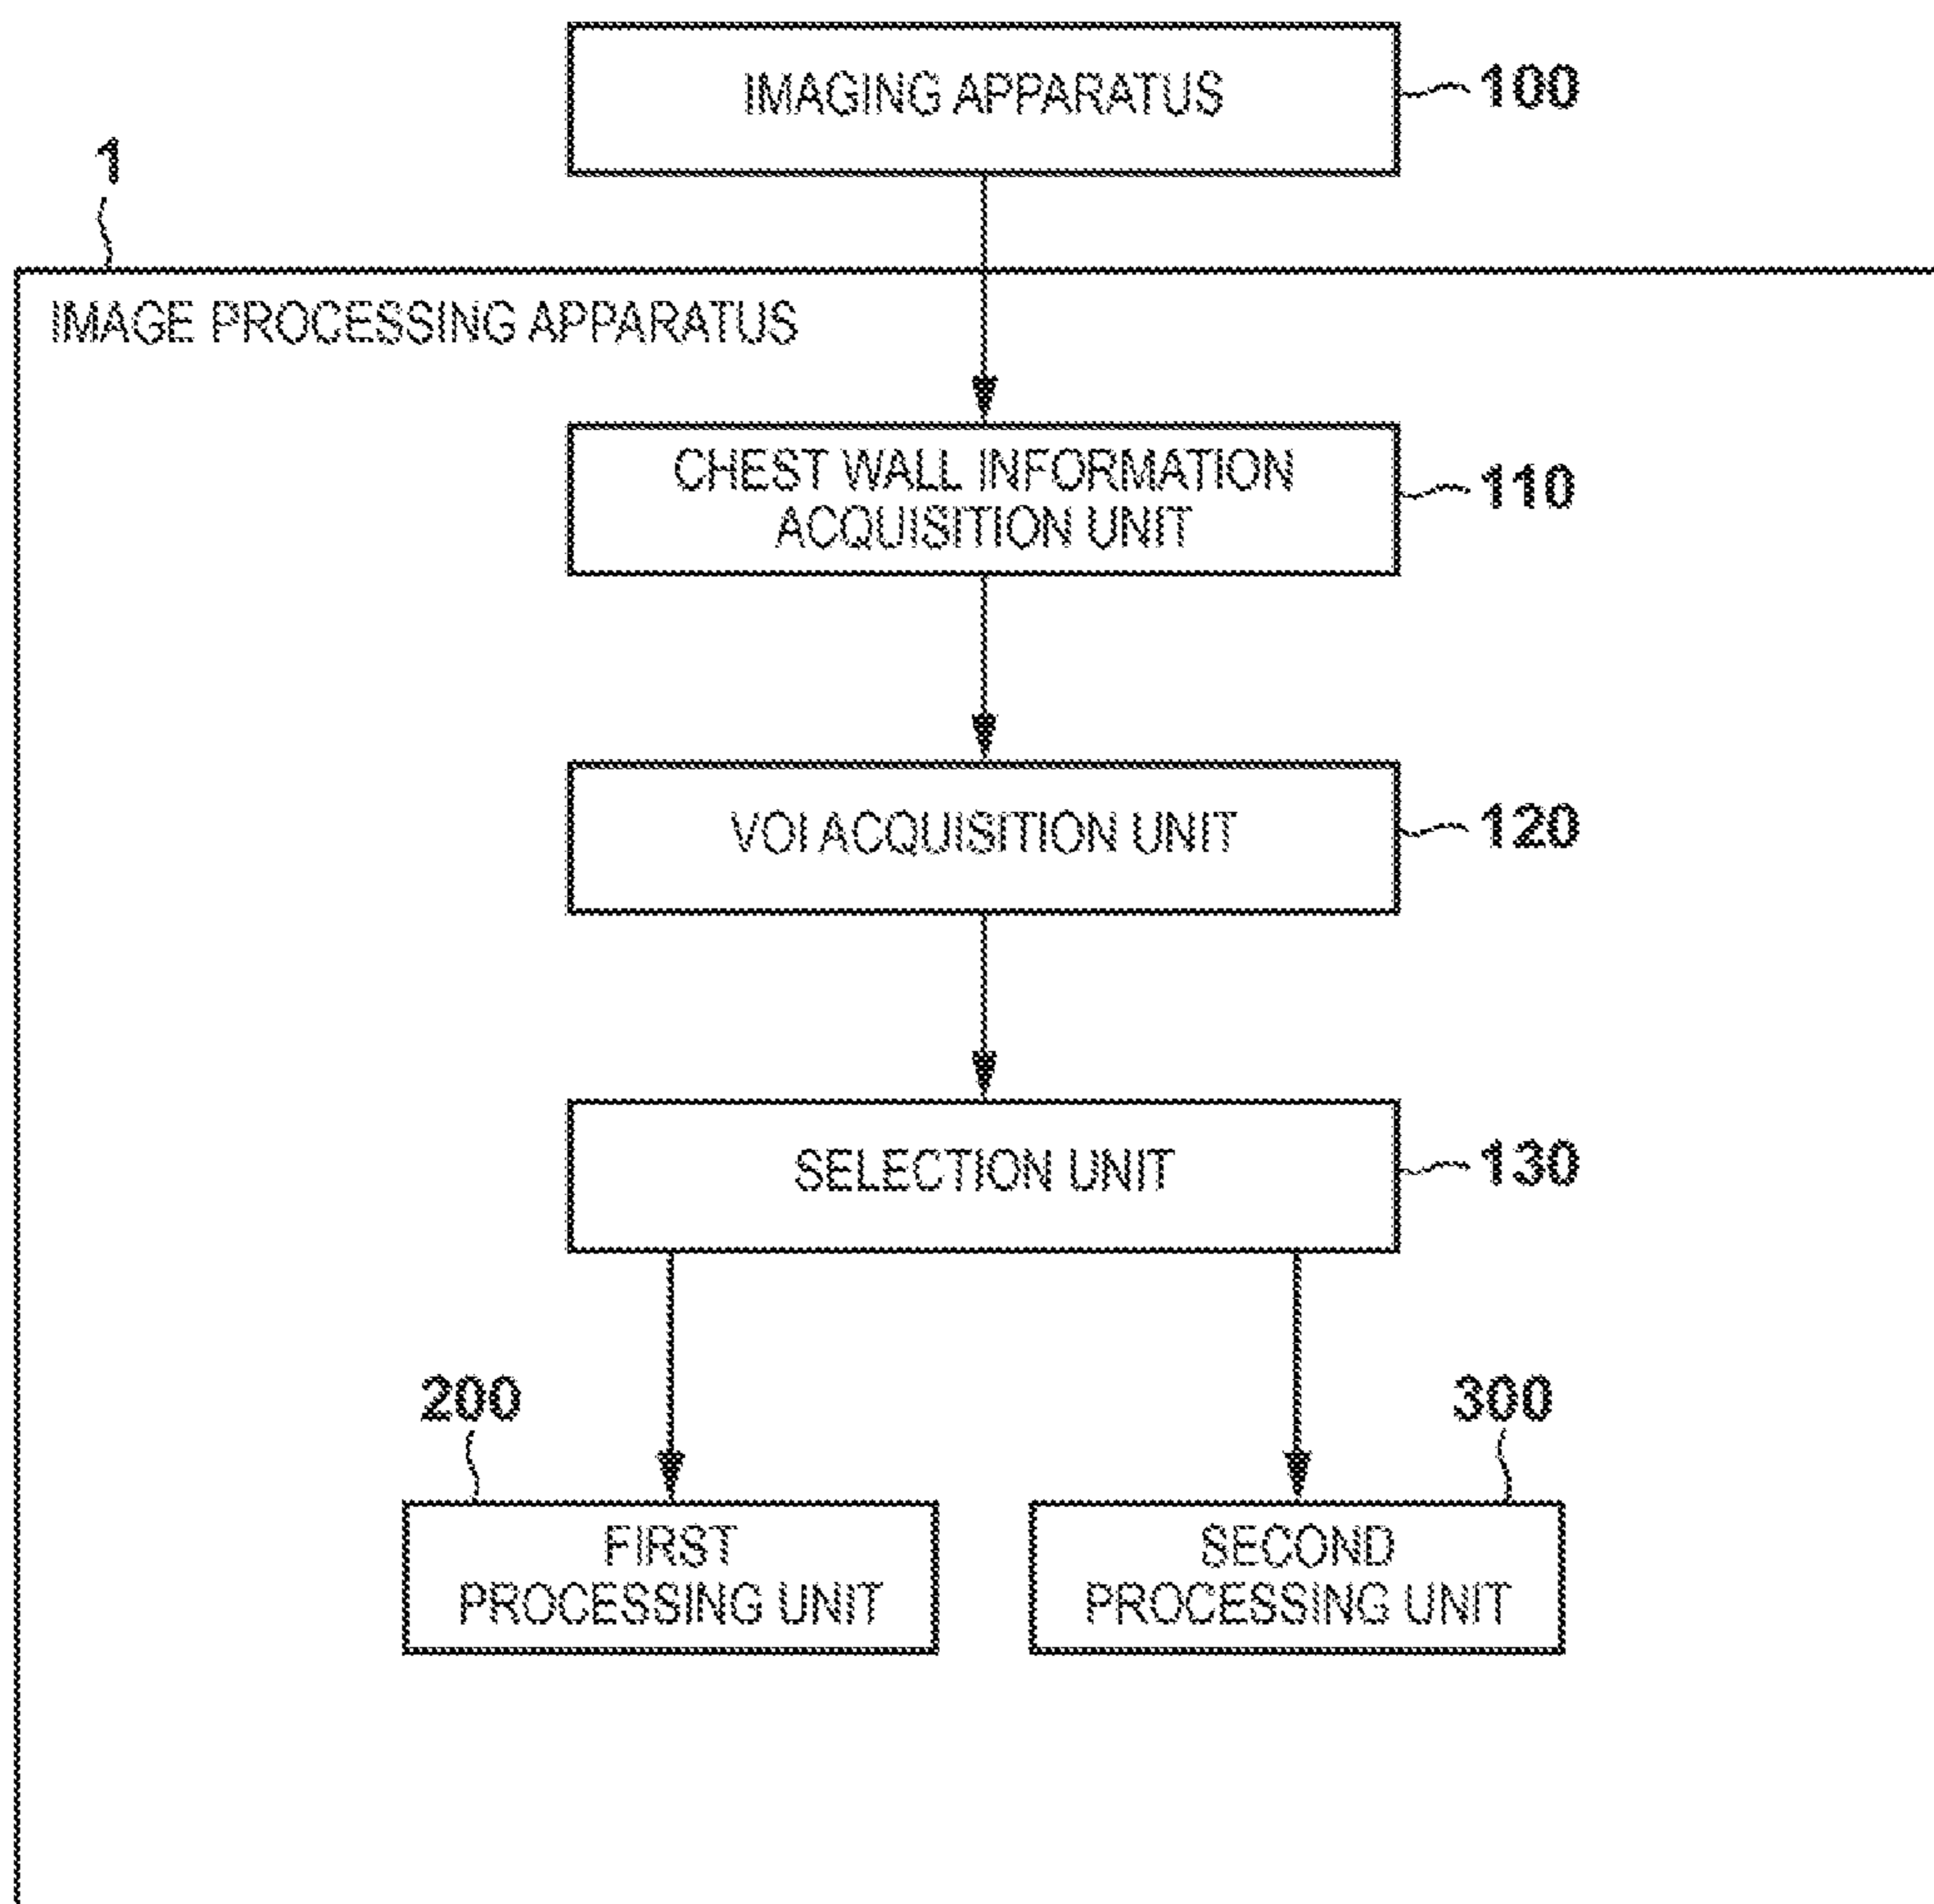 IMAGING APPARATUS
100
1
IMAGE PROCESSING APPARATUS
CHEST WALL INFORMATION
ACQUISITION UNIT
110
VOI ACQUISITION UNIT
120
SELECTION UNIT
130
200
300
FIRST
PROCESSING UNIT
SECOND
PROCESSING UNIT